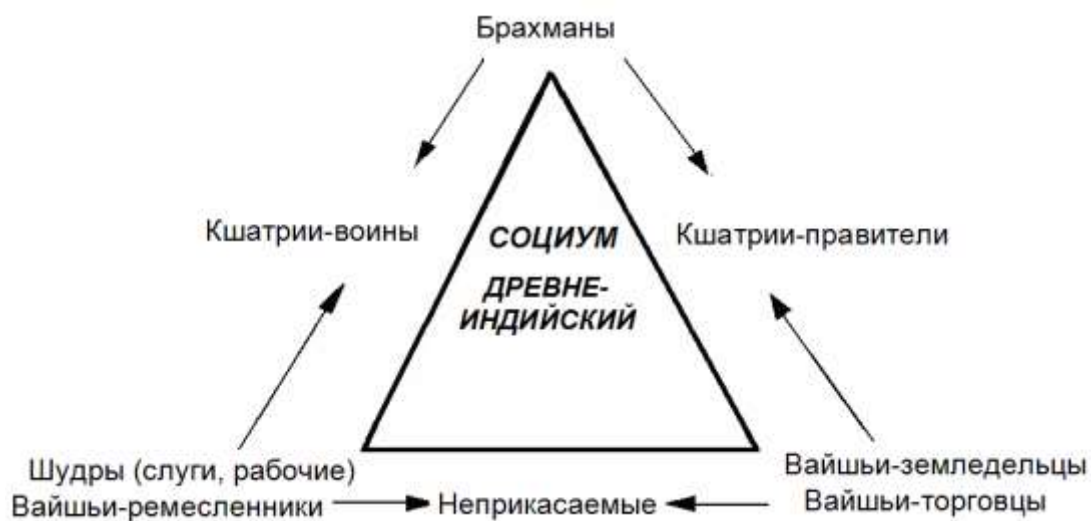 Брахманы
Кшатрии-воины
СОЦИУМ
Кшатрии-правители
ДРЕВНЕ-
ИНДИЙСКИЙ
Шудры (слуги, рабочие)
Вайшьи-земледельцы
Вайшьи-ремесленники
Неприкасаемые
Вайшьи-торговцы